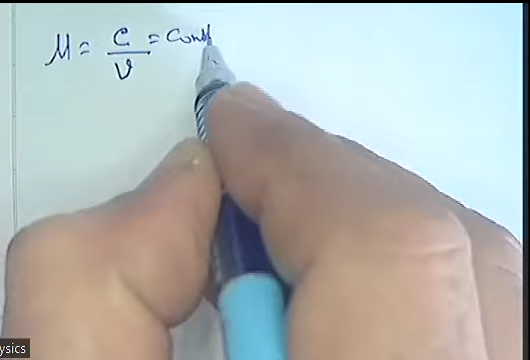 μ = c/v = Const
ysics